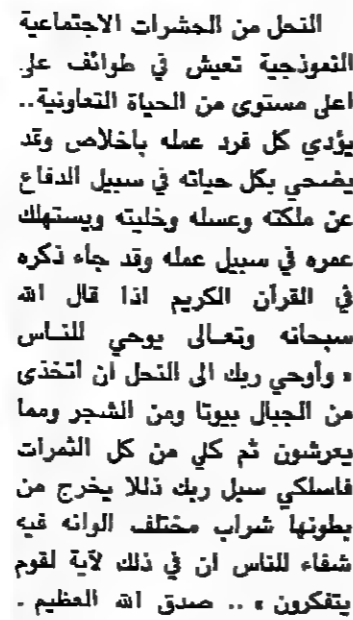 النحل من الحشرات الاجتماعية
النموذجية تعيش في طوائف على
اعلى مستوى من الحياة التعاونية..
يؤدي كل فرد عمله باخلاص وقد
يضحي بكل حياته في سبيل الدفاع
عن ملكته وعسله وخليته ويستهلك
عمره في سبيل عمله وقد جاء ذكره
في القرآن الكريم اذا قال الله
سبحانه وتعالى يوحي للناس
« وأوحي ربك الى النحل ان اتخذى
من الجبال بيوتا ومن الشجر ومما
يعرشون ثم كلي من كل الثمرات
فاسلكي سبل ربك ذللا يخرج من
بطونها شراب مختلف الوانه فيه
شفاء للناس ان في ذلك لآية لقوم
يتفكرون » .. صدق الله العظيم .